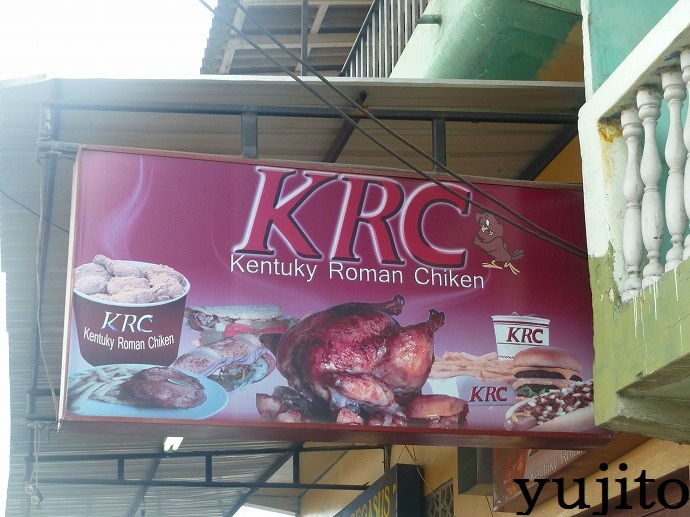 KRC
Kentuky Roman Chiken
KRC
Kentuky Roman Chiken
KRC
KRC
yujito